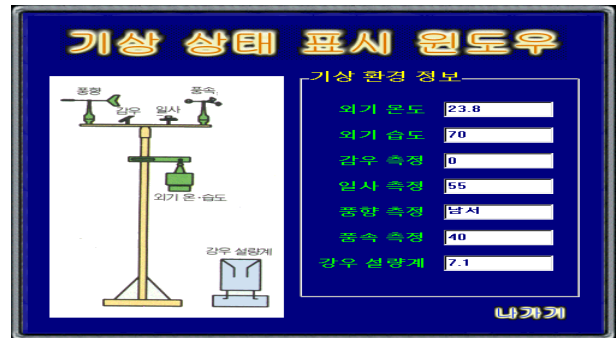 기상 상태 표시 윈도우
풍향 풍속
감우 일사
외기 온·습도
강우 설량계
기상 환경 정보
외기 온도 23.8
외기 습도 70
감우 측정 0
일사 측정 55
풍향 측정 남서
풍속 측정 40
강우 설량계 7.1
나가기